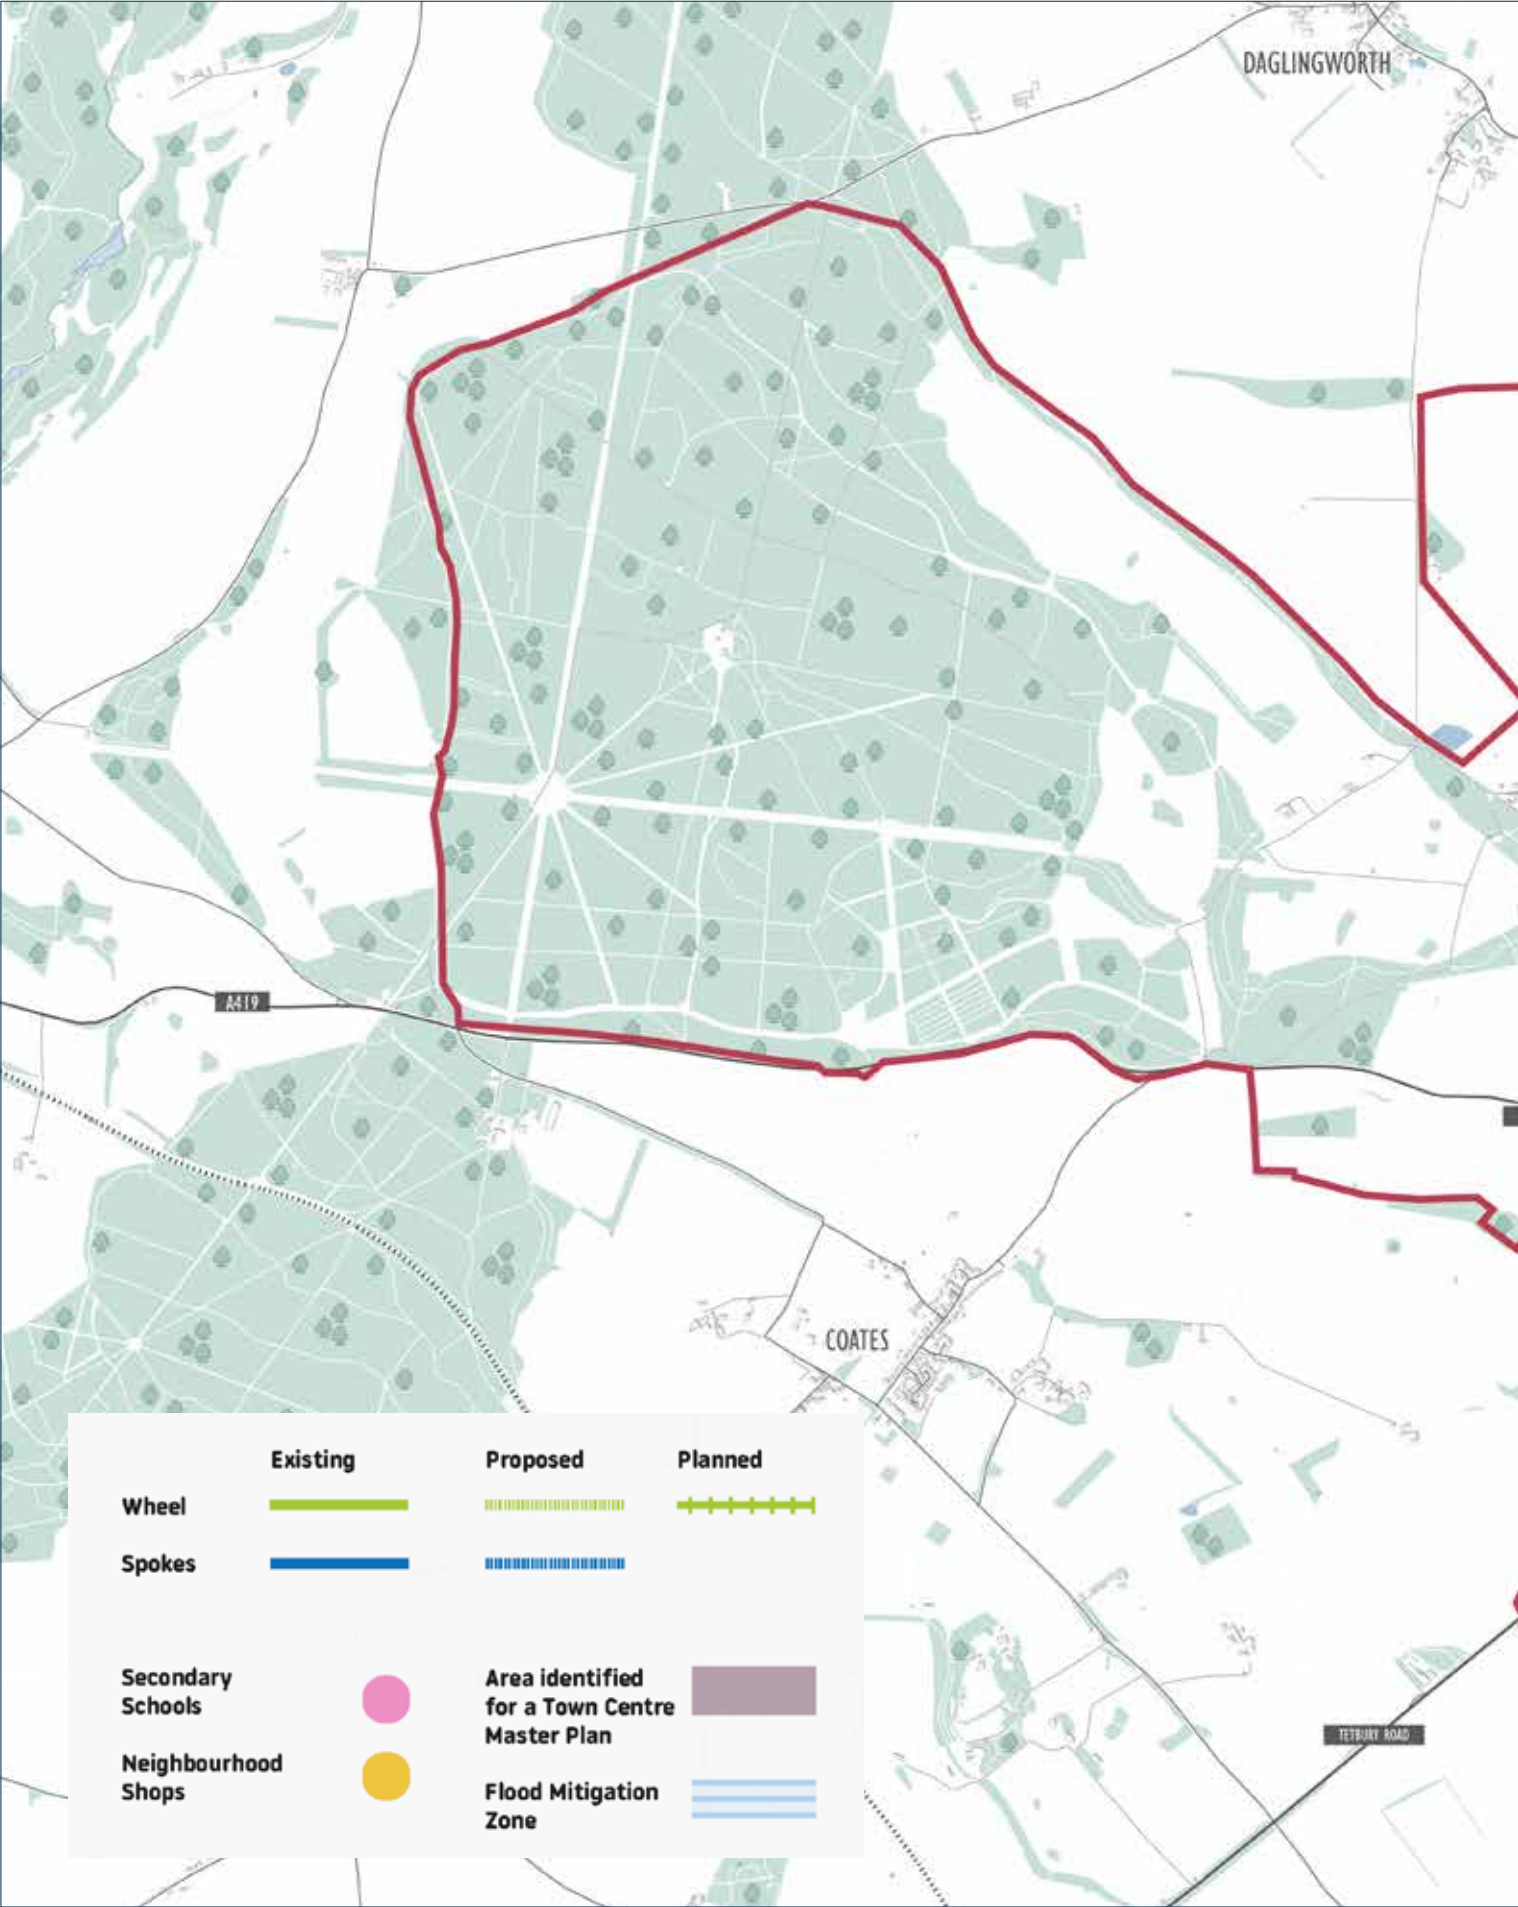 DAGLINGWORTH
A419
COATES
Existing Proposed Planned
Wheel
Spokes
Secondary
Schools
Neighbourhood
Shops
Area identified
for a Town Centre
Master Plan
Flood Mitigation
Zone
TETBURY ROAD